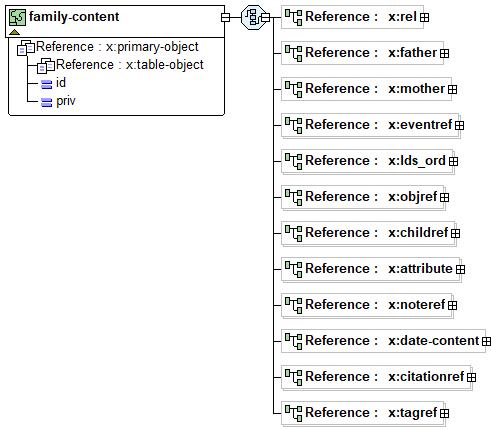 family-content
Reference : x:primary-object
Reference : x:table-object
id
priv
Reference : x:rel
Reference : x:father
Reference : x:mother
Reference : x:eventref
Reference : x:lds_ord
Reference : x:objref
Reference : x:childref
Reference : x:attribute
Reference : x:noteref
Reference : x:date-content
Reference : x:citationref
Reference : x:tagref